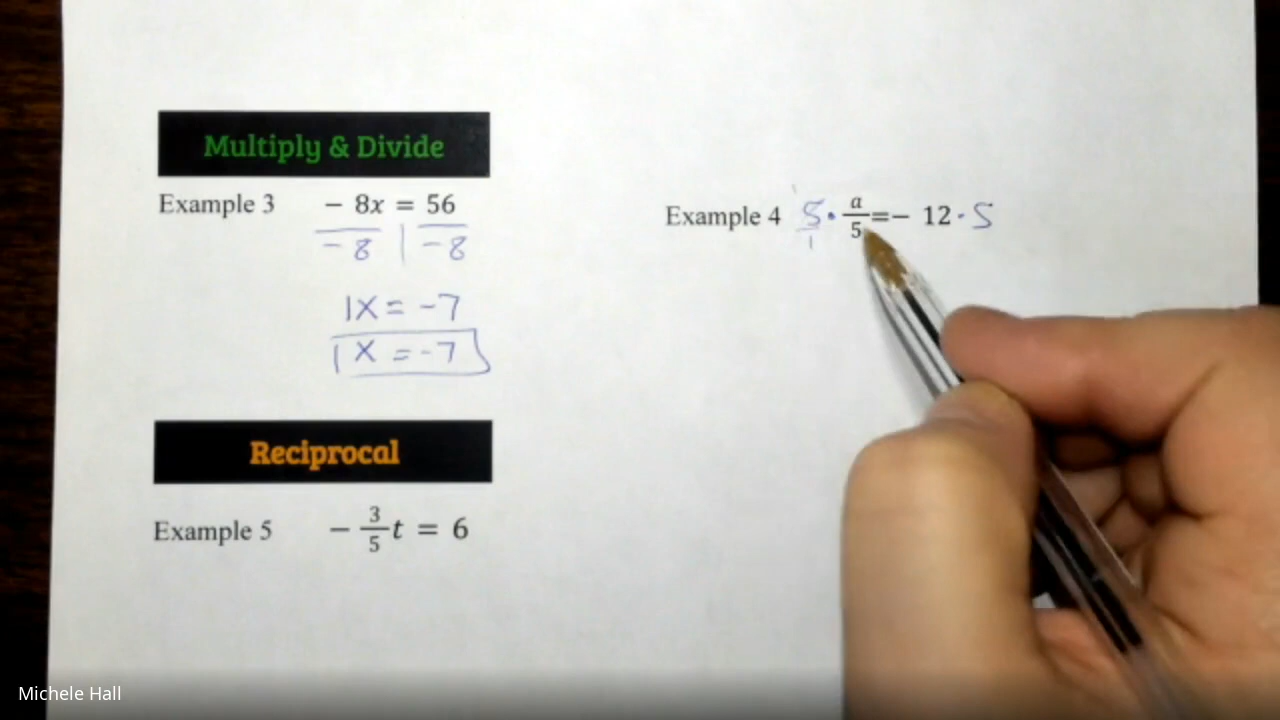 Multiply & Divide
Example 3 - 8x = 56
-8 | -8
1x = -7
x = -7
Example 4 5/1 · a/5 = - 12 · 5
Reciprocal
Example 5 - 3/5 t = 6
Michele Hall